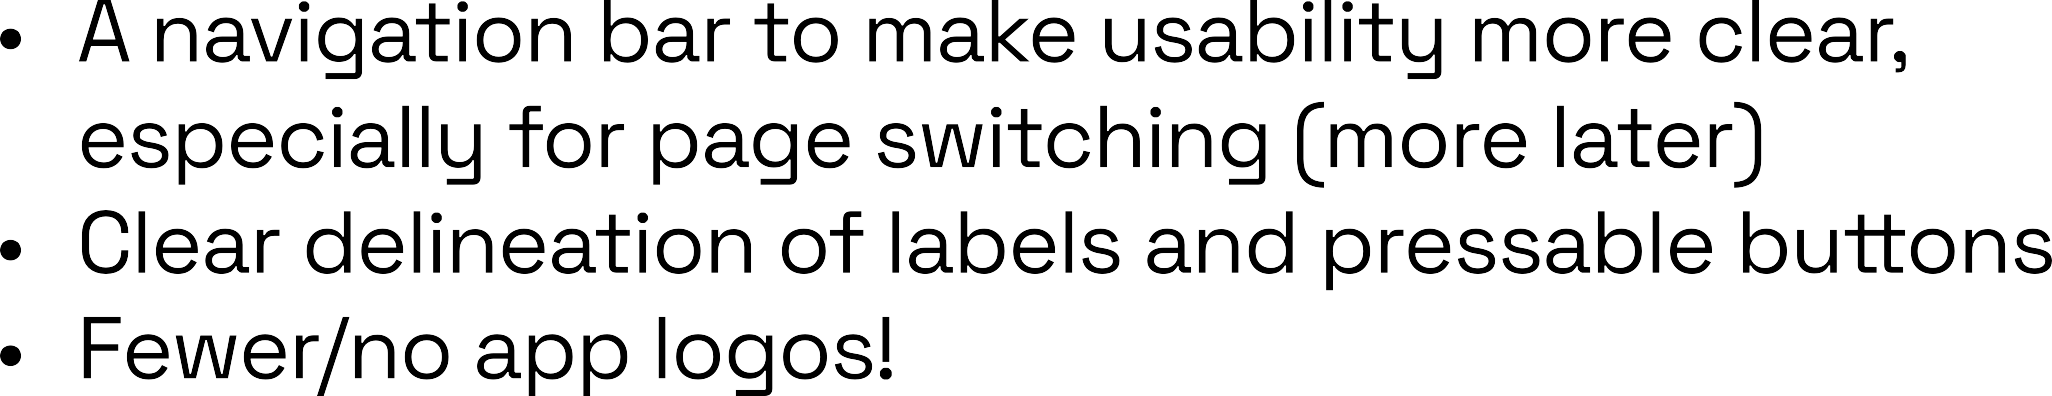 • A navigation bar to make usability more clear,
especially for page switching (more later)
• Clear delineation of labels and pressable buttons
• Fewer/no app logos!